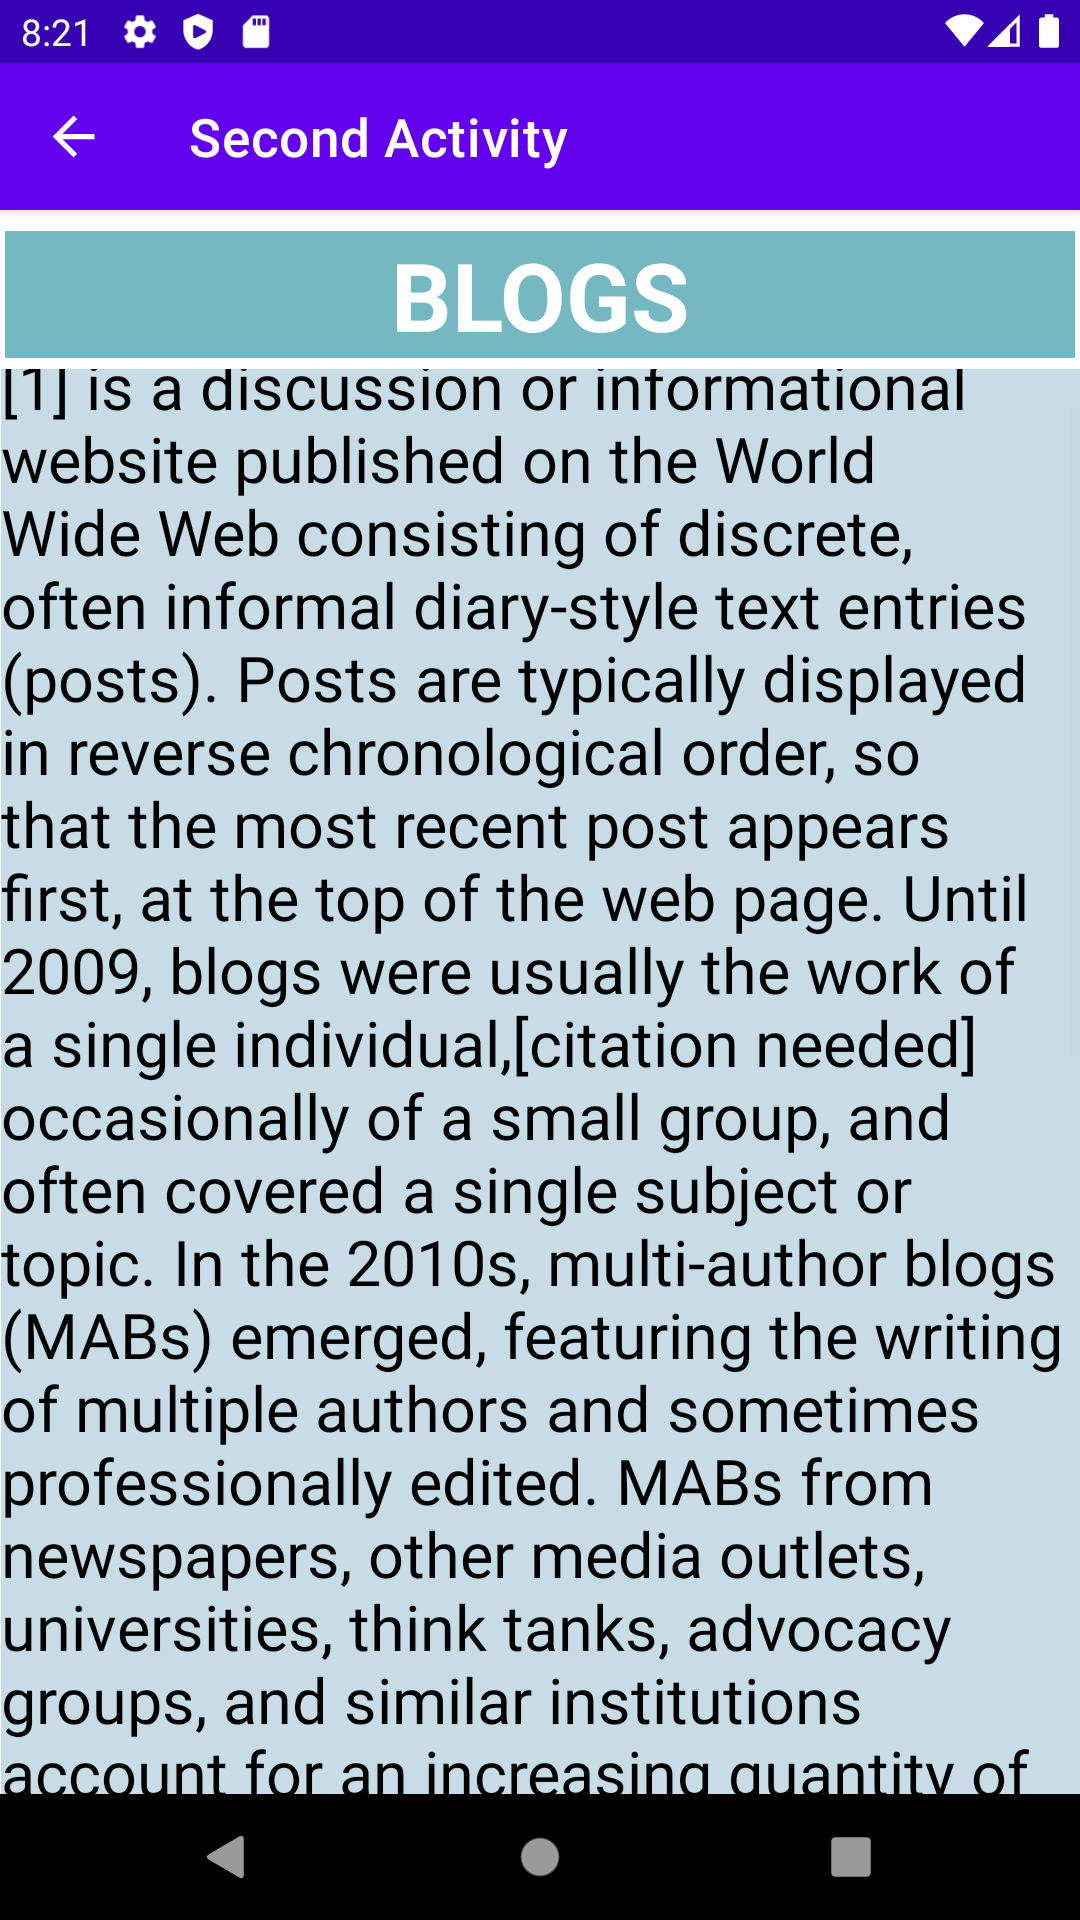 8:21
Second Activity
BLOGS
[1] is a discussion or informational
website published on the World
Wide Web consisting of discrete,
often informal diary-style text entries
(posts). Posts are typically displayed
in reverse chronological order, so
that the most recent post appears
first, at the top of the web page. Until
2009, blogs were usually the work of
a single individual,[citation needed]
occasionally of a small group, and
often covered a single subject or
topic. In the 2010s, multi-author blogs
(MABs) emerged, featuring the writing
of multiple authors and sometimes
professionally edited. MABs from
newspapers, other media outlets,
universities, think tanks, advocacy
groups, and similar institutions
account for an increasing quantity of